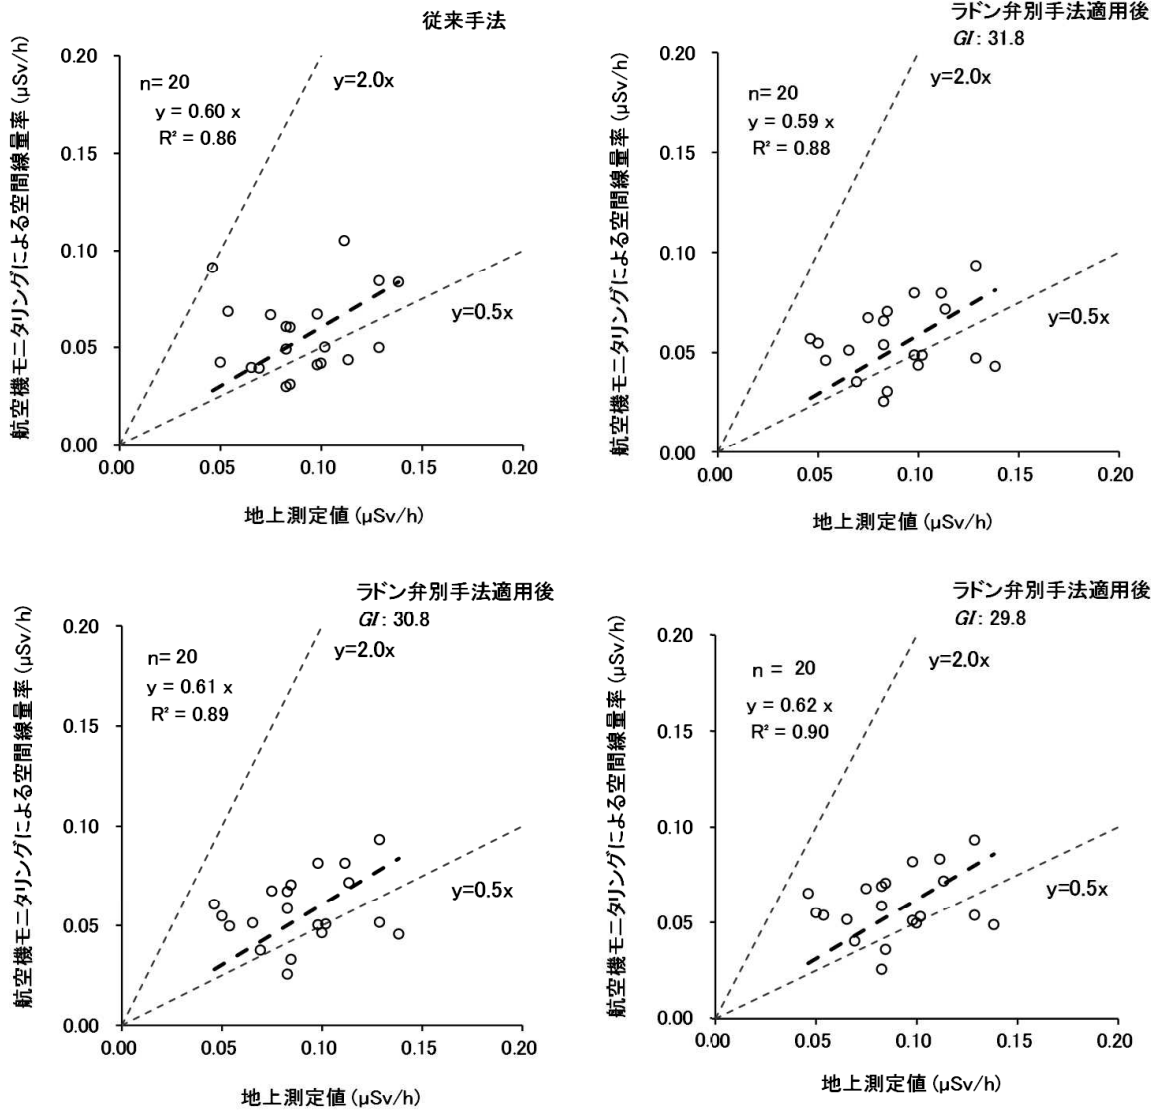 従来手法
航空機モニタリングによる空間線量率 (μSv/h)
0.20
0.15
0.10
0.05
0.00
n= 20
y = 0.60 x
R² = 0.86
y=2.0x
y=0.5x
0.00 0.05 0.10 0.15 0.20
地上測定値 (μSv/h)
ラドン弁別手法適用後
GI : 31.8
航空機モニタリングによる空間線量率 (μSv/h)
0.20
0.15
0.10
0.05
0.00
n= 20
y = 0.59 x
R² = 0.88
y=2.0x
y=0.5x
0.00 0.05 0.10 0.15 0.20
地上測定値 (μSv/h)
ラドン弁別手法適用後
GI : 30.8
航空機モニタリングによる空間線量率 (μSv/h)
0.20
0.15
0.10
0.05
0.00
n= 20
y = 0.61 x
R² = 0.89
y=2.0x
y=0.5x
0.00 0.05 0.10 0.15 0.20
地上測定値 (μSv/h)
ラドン弁別手法適用後
GI : 29.8
航空機モニタリングによる空間線量率 (μSv/h)
0.20
0.15
0.10
0.05
0.00
n = 20
y = 0.62 x
R² = 0.90
y=2.0x
y=0.5x
0.00 0.05 0.10 0.15 0.20
地上測定値 (μSv/h)